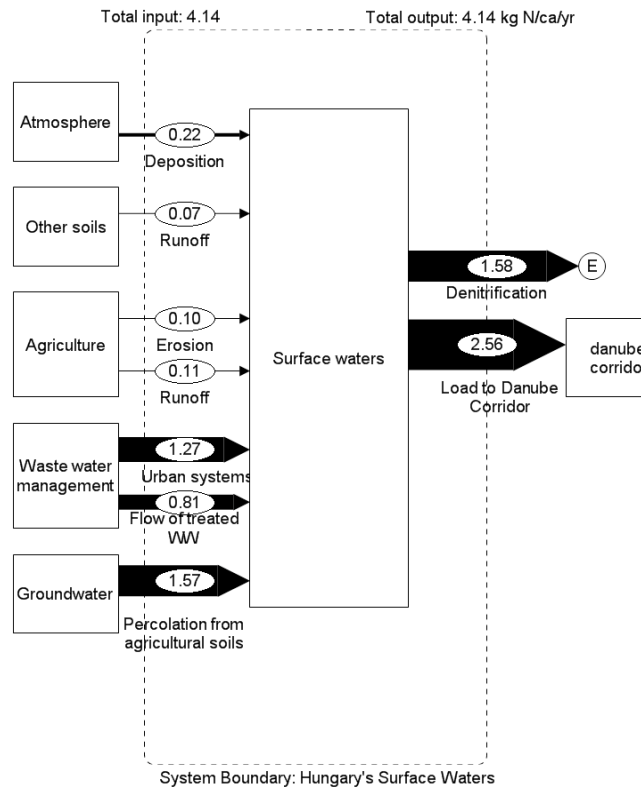 Total input: 4.14
Total output: 4.14 kg N/ca/yr
Atmosphere
0.22
Deposition
Other soils
0.07
Runoff
Agriculture
0.10
Erosion
0.11
Runoff
Waste water
management
1.27
Urban systems
0.81
Flow of treated
WW
Groundwater
1.57
Percolation from
agricultural soils
Surface waters
1.58
E
Denitrification
2.56
Load to Danube
Corridor
danube
corridor
System Boundary: Hungary's Surface Waters